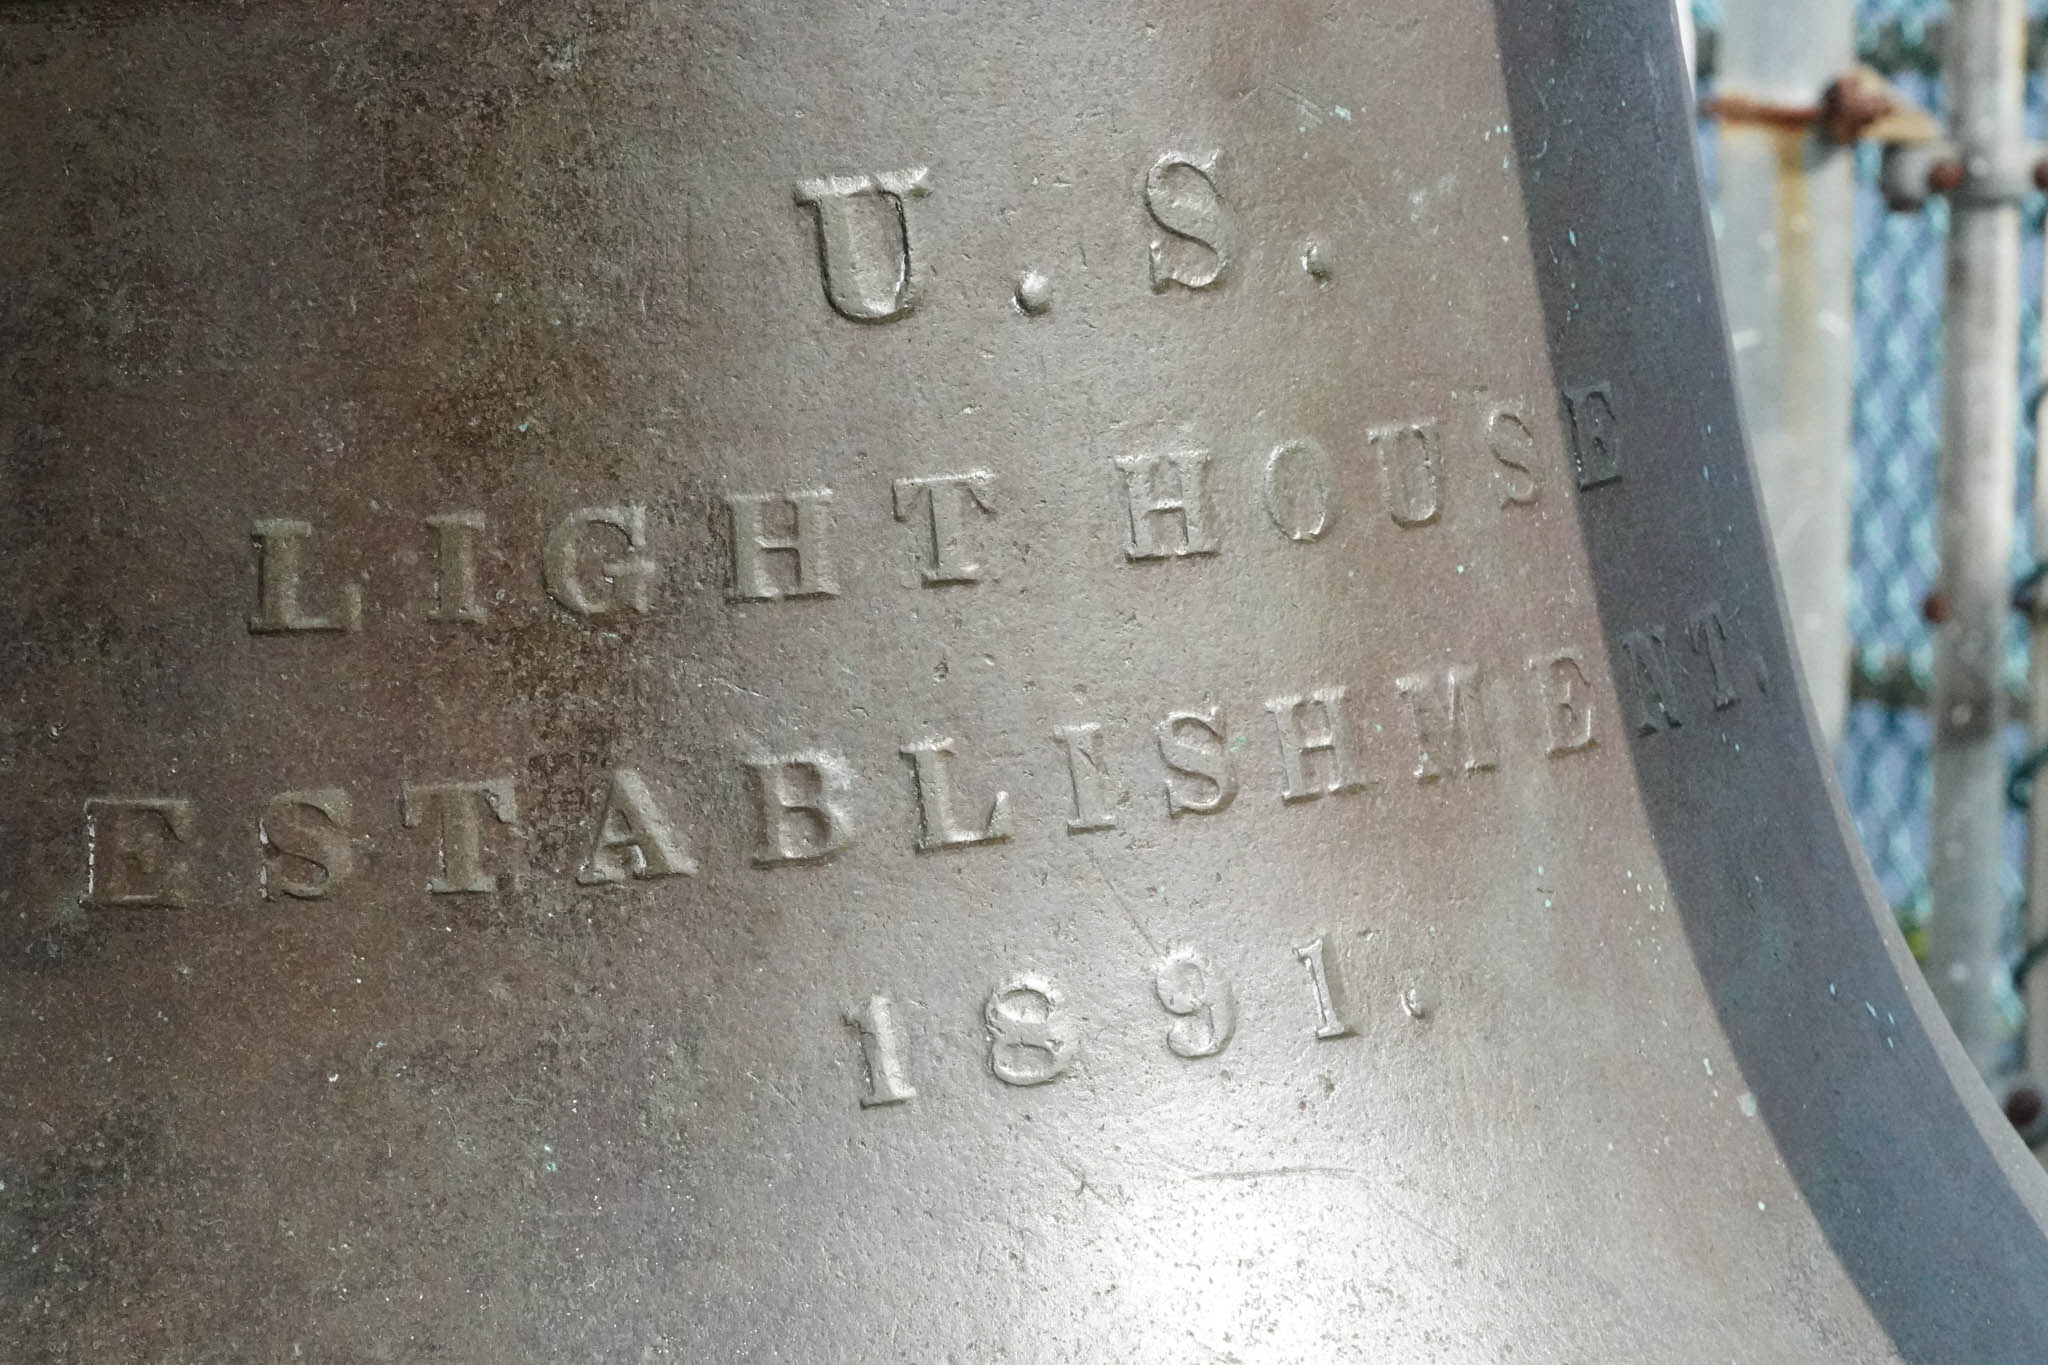 U.S.
LIGHT HOUSE
ESTABLISHMENT.
1891.